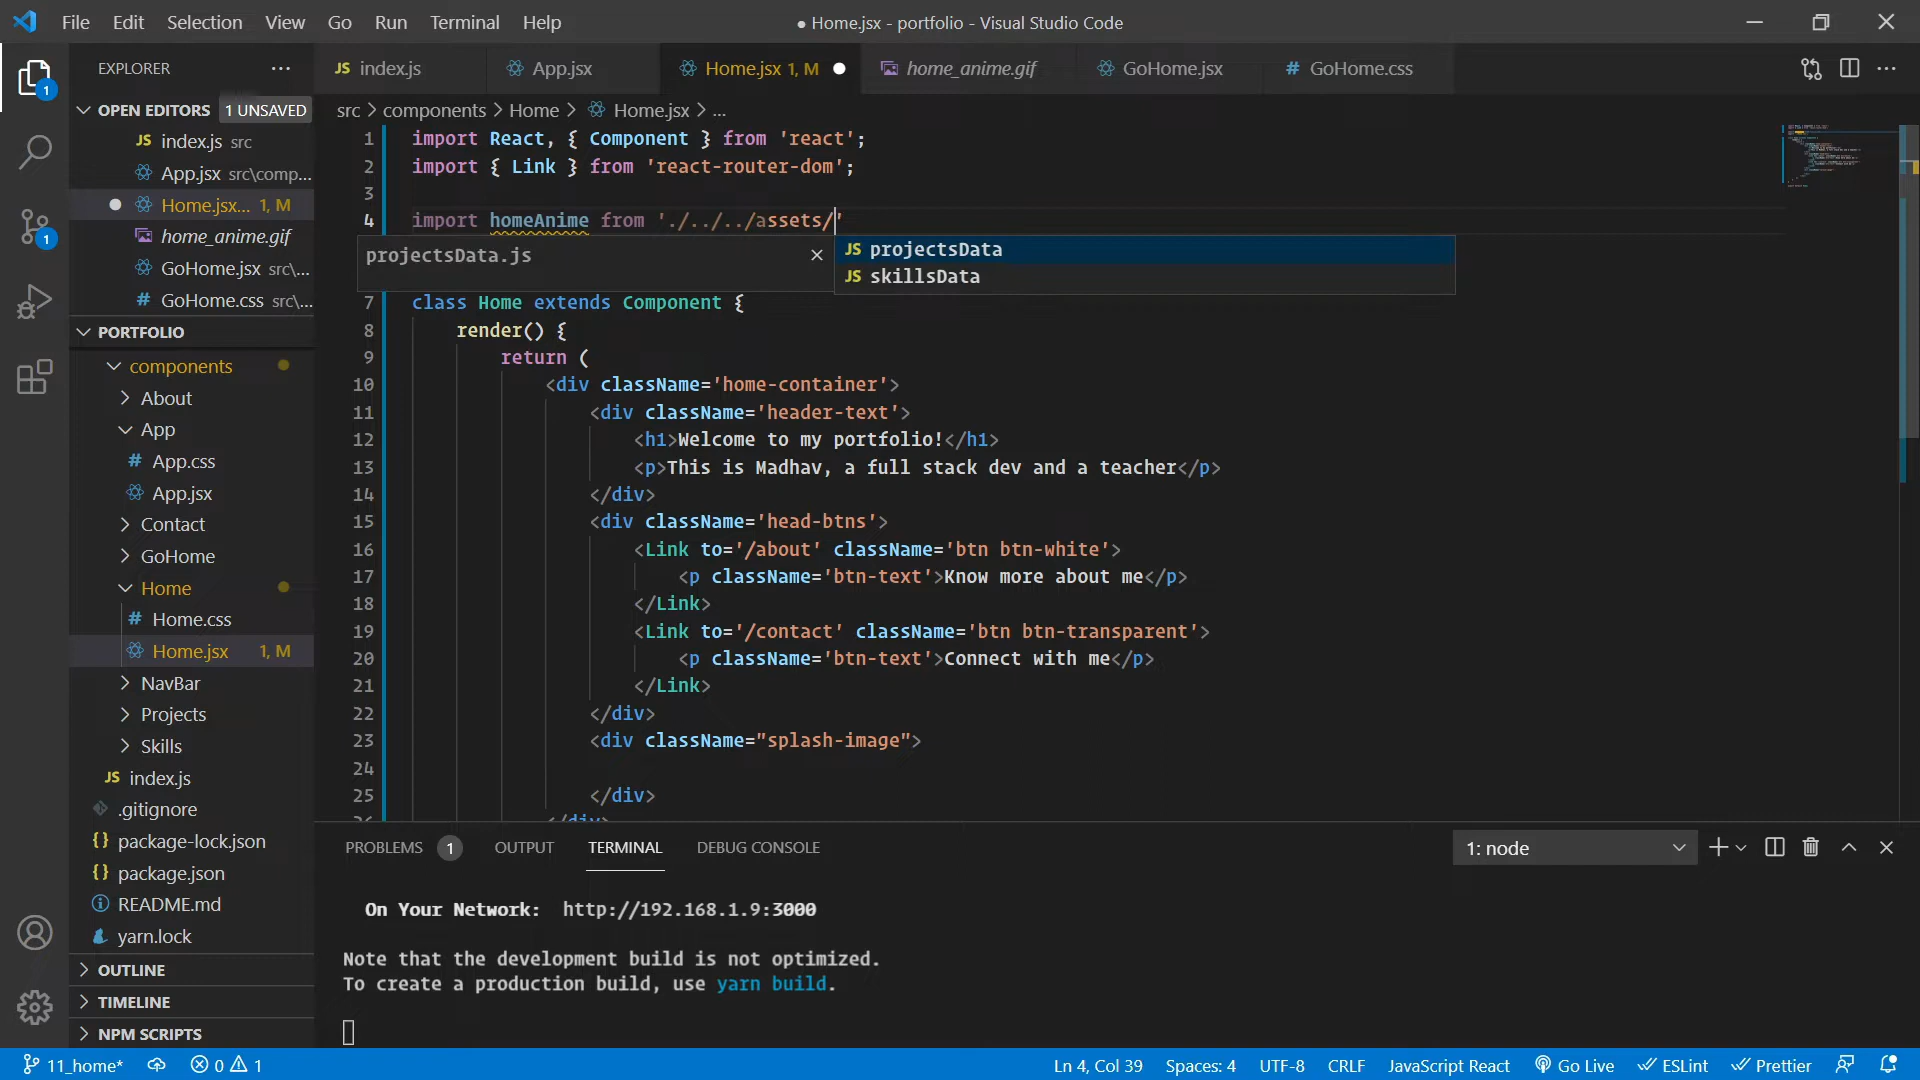 File Edit Selection View Go Run Terminal Help
● Home.jsx - portfolio - Visual Studio Code
EXPLORER
OPEN EDITORS 1 UNSAVED
JS index.js src
App.jsx src\comp...
Home.jsx... 1, M
home_anime.gif
GoHome.jsx src\...
# GoHome.css src\...
PORTFOLIO
components
About
App
# App.css
App.jsx
Contact
GoHome
Home
# Home.css
Home.jsx 1, M
NavBar
Projects
Skills
JS index.js
.gitignore
{} package-lock.json
{} package.json
README.md
yarn.lock
OUTLINE
TIMELINE
NPM SCRIPTS
JS index.js App.jsx Home.jsx 1, M home_anime.gif GoHome.jsx # GoHome.css
src > components > Home > Home.jsx > ...
1 import React, { Component } from 'react';
2 import { Link } from 'react-router-dom';
3
4 import homeAnime from './../../assets/'
projectsData.js
JS projectsData
JS skillsData
7 class Home extends Component {
8 render() {
9 return (
10 <div className='home-container'>
11 <div className='header-text'>
12 <h1>Welcome to my portfolio!</h1>
13 <p>This is Madhav, a full stack dev and a teacher</p>
14 </div>
15 <div className='head-btns'>
16 <Link to='/about' className='btn btn-white'>
17 <p className='btn-text'>Know more about me</p>
18 </Link>
19 <Link to='/contact' className='btn btn-transparent'>
20 <p className='btn-text'>Connect with me</p>
21 </Link>
22 </div>
23 <div className="splash-image">
24
25 </div>
26 </div>
PROBLEMS 1 OUTPUT TERMINAL DEBUG CONSOLE
1: node
On Your Network: http://192.168.1.9:3000
Note that the development build is not optimized.
To create a production build, use yarn build.
11_home* 0 1
Ln 4, Col 39 Spaces: 4 UTF-8 CRLF JavaScript React Go Live ESLint Prettier
1
1